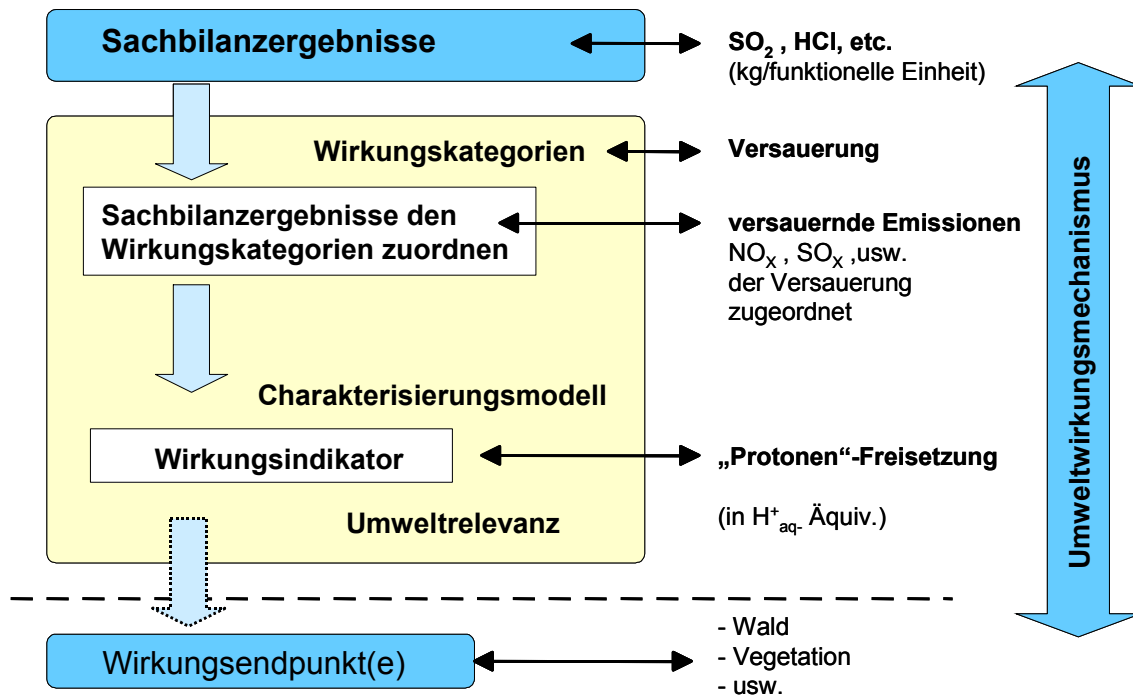 Sachbilanzergebnisse
SO₂ , HCl, etc.
(kg/funktionelle Einheit)
Wirkungskategorien
Versauerung
Sachbilanzergebnisse den
Wirkungskategorien zuordnen
versauernde Emissionen
NOₓ , SOₓ ,usw.
der Versauerung
zugeordnet
Charakterisierungsmodell
Wirkungsindikator
„Protonen“-Freisetzung
(in H⁺aq- Äquiv.)
Umweltrelevanz
Umweltwirkungsmechanismus
Wirkungsendpunkt(e)
- Wald
- Vegetation
- usw.